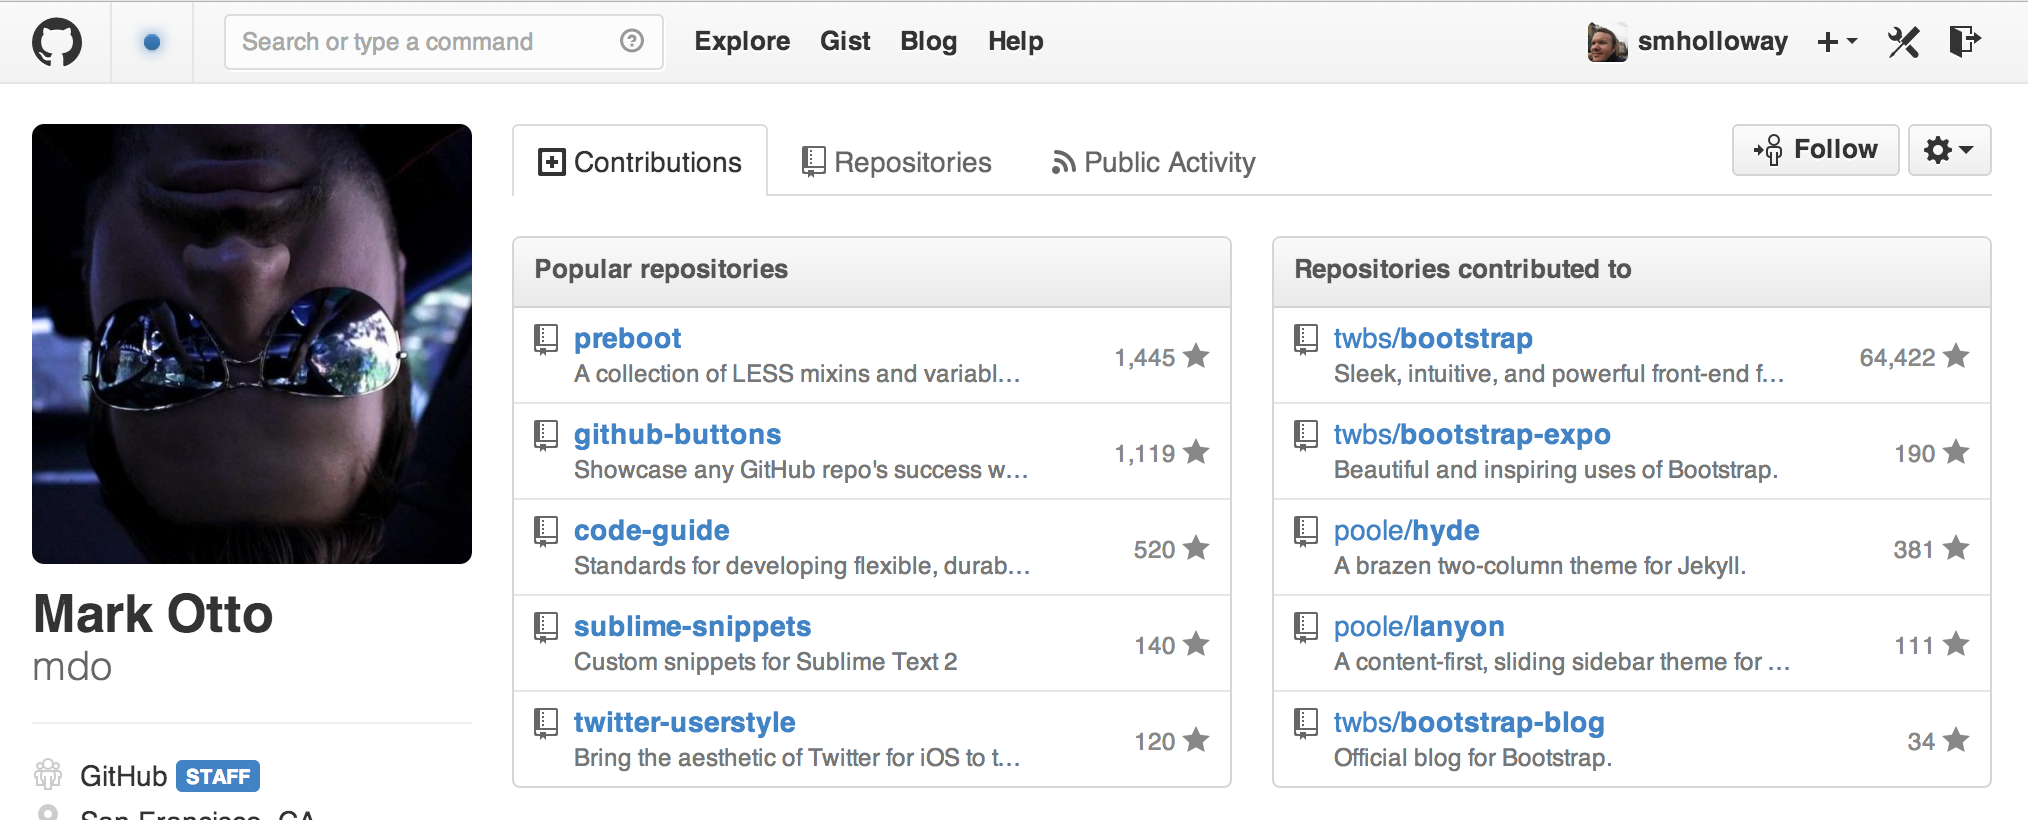 Search or type a command
Explore Gist Blog Help
smholloway
Contributions
Repositories
Public Activity
Follow
Mark Otto
mdo
GitHub STAFF
San Francisco, CA
Popular repositories
preboot
A collection of LESS mixins and variabl...
1,445
github-buttons
Showcase any GitHub repo's success w...
1,119
code-guide
Standards for developing flexible, durab...
520
sublime-snippets
Custom snippets for Sublime Text 2
140
twitter-userstyle
Bring the aesthetic of Twitter for iOS to t...
120
Repositories contributed to
twbs/bootstrap
Sleek, intuitive, and powerful front-end f...
64,422
twbs/bootstrap-expo
Beautiful and inspiring uses of Bootstrap.
190
poole/hyde
A brazen two-column theme for Jekyll.
381
poole/lanyon
A content-first, sliding sidebar theme for ...
111
twbs/bootstrap-blog
Official blog for Bootstrap.
34